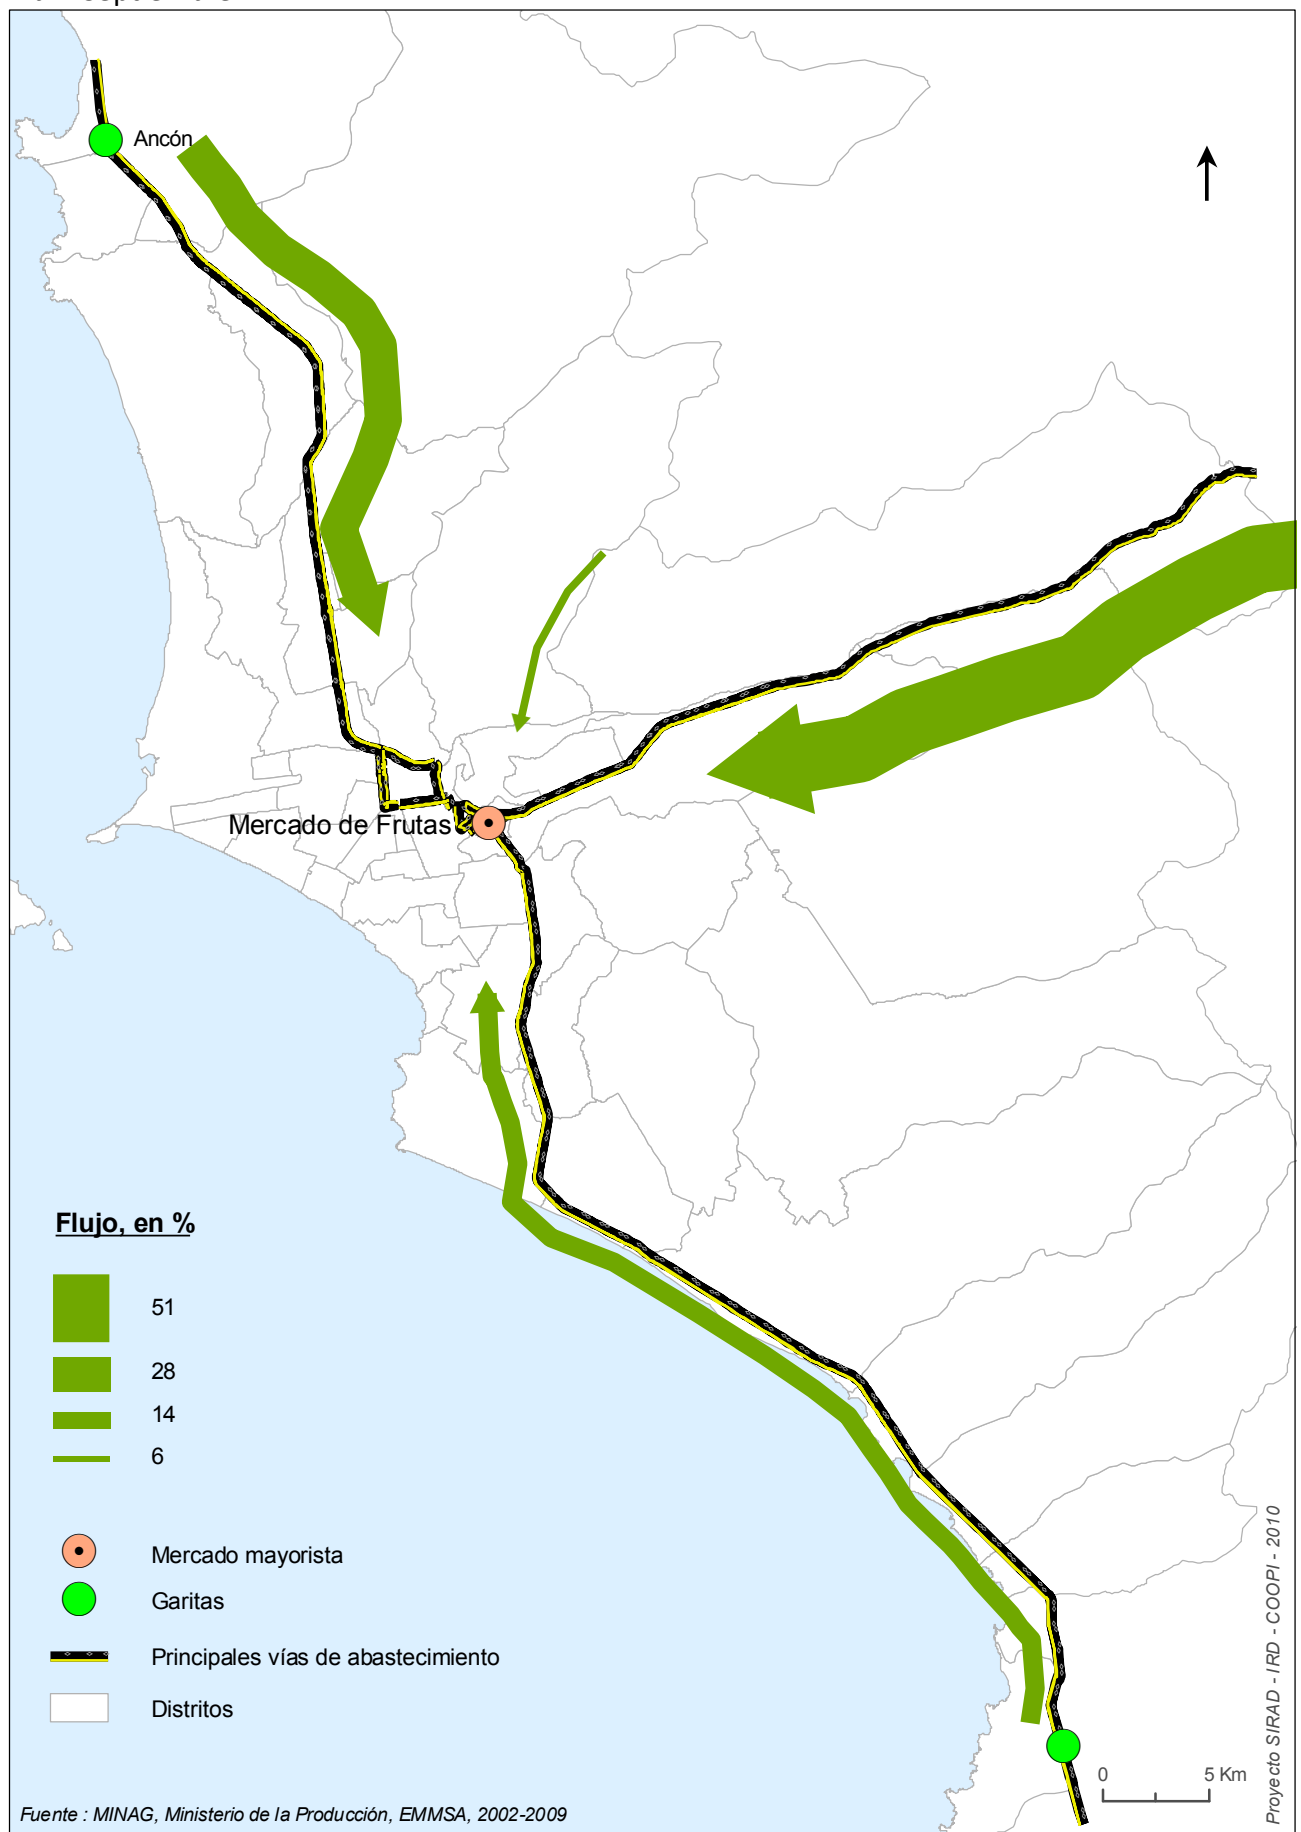 Ancón
Mercado de Frutas
Flujo, en %
51
28
14
6
Mercado mayorista
Garitas
Principales vías de abastecimiento
Distritos
0 5 Km
Fuente : MINAG, Ministerio de la Producción, EMMSA, 2002-2009
Proyecto SIRAD - IRD - COOPI - 2010